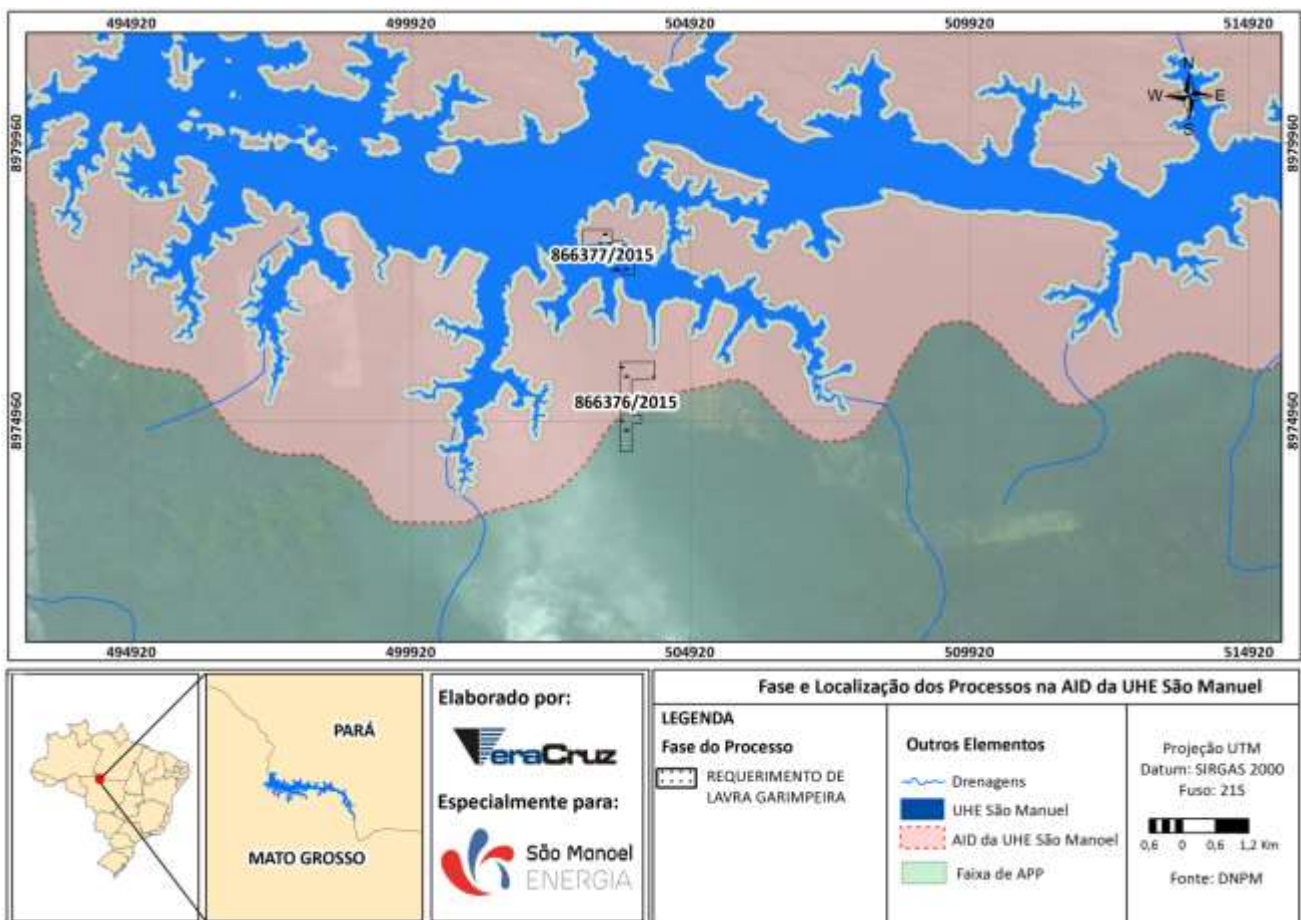 494920 499920 504920 509920 514920
N
W E
S
8979960 8979960
866377/2015
866376/2015
8974960 8974960
494920 499920 504920 509920 514920
PARÁ
MATO GROSSO
Elaborado por:
VeraCruz
Especialmente para:
São Manoel
ENERGIA
Fase e Localização dos Processos na AID da UHE São Manuel
LEGENDA
Fase do Processo
REQUERIMENTO DE
LAVRA GARIMPEIRA
Outros Elementos
Drenagens
UHE São Manuel
AID da UHE São Manoel
Faixa de APP
Projeção UTM
Datum: SIRGAS 2000
Fuso: 21S
0,6 0 0,6 1,2 Km
Fonte: DNPM